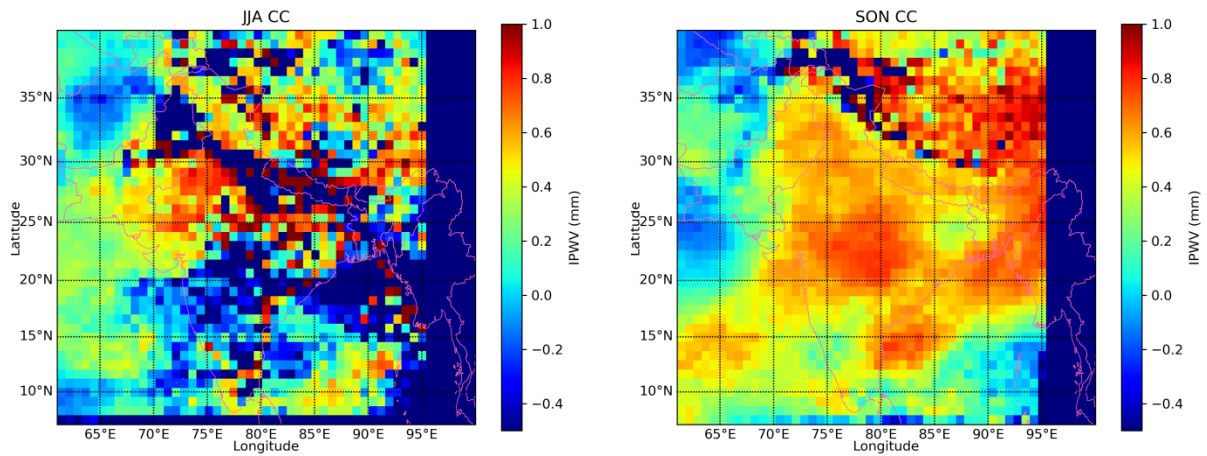 JJA CC
35°N
30°N
25°N
20°N
15°N
10°N
Latitude
65°E 70°E 75°E 80°E 85°E 90°E 95°E
Longitude
1.0
0.8
0.6
0.4
0.2
0.0
−0.2
−0.4
IPWV (mm)
SON CC
35°N
30°N
25°N
20°N
15°N
10°N
Latitude
65°E 70°E 75°E 80°E 85°E 90°E 95°E
Longitude
1.0
0.8
0.6
0.4
0.2
0.0
−0.2
−0.4
IPWV (mm)